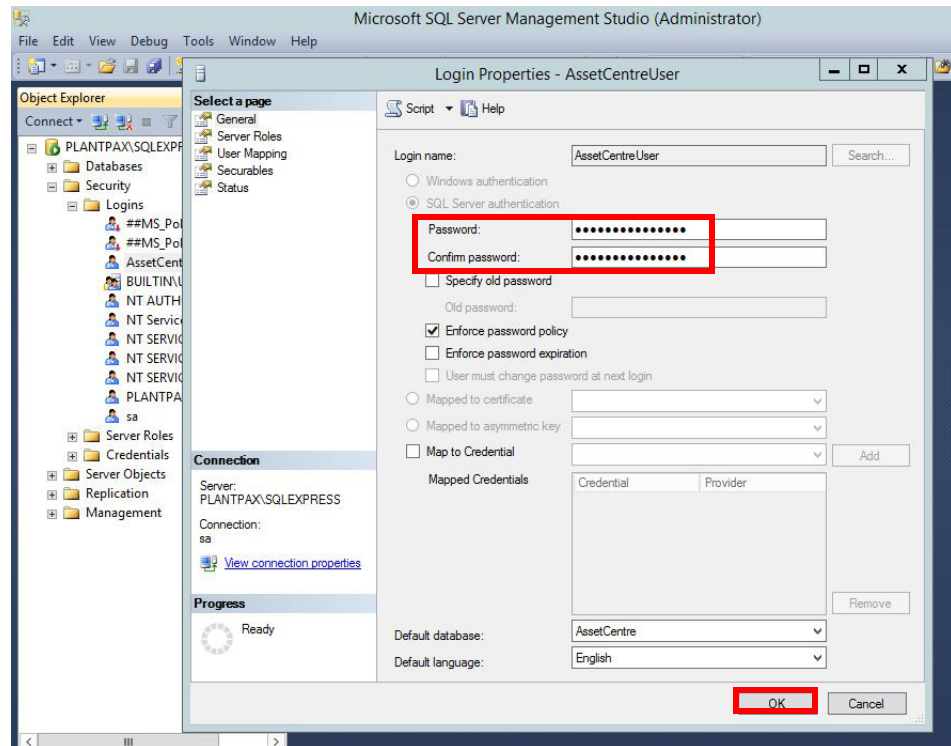 Microsoft SQL Server Management Studio (Administrator)
File Edit View Debug Tools Window Help
Login Properties - AssetCentreUser
Object Explorer
Connect
PLANTPAX\SQLEXPR
Databases
Security
Logins
##MS_Pol
##MS_Pol
AssetCent
BUILTIN\U
NT AUTH
NT Service
NT SERVIC
NT SERVIC
NT SERVIC
PLANTPA
sa
Server Roles
Credentials
Server Objects
Replication
Management
Select a page
General
Server Roles
User Mapping
Securables
Status
Connection
Server:
PLANTPAX\SQLEXPRESS
Connection:
sa
View connection properties
Progress
Ready
Script Help
Login name: AssetCentreUser Search...
Windows authentication
SQL Server authentication
Password: ●●●●●●●●●●●●●●●
Confirm password: ●●●●●●●●●●●●●●●
Specify old password
Old password:
Enforce password policy
Enforce password expiration
User must change password at next login
Mapped to certificate
Mapped to asymmetric key
Map to Credential Add
Mapped Credentials Credential Provider
Remove
Default database: AssetCentre
Default language: English
OK Cancel